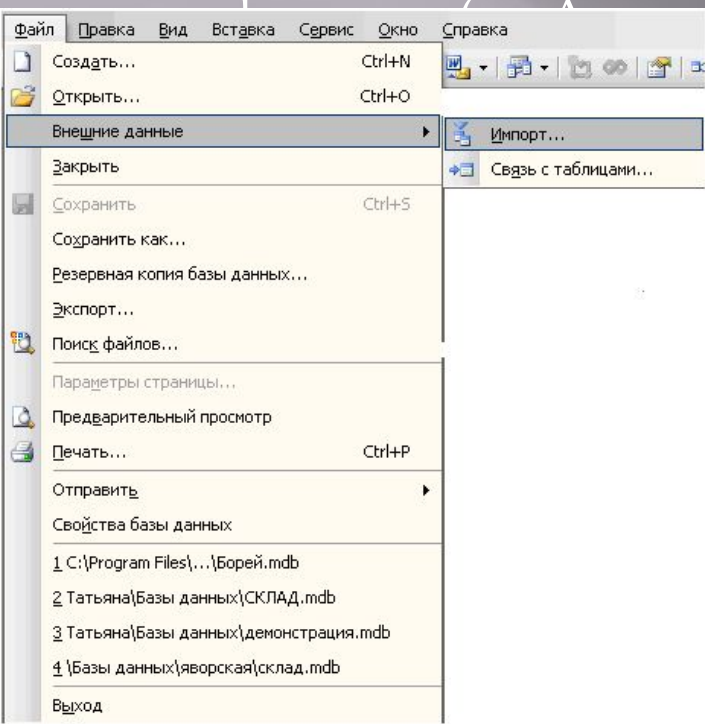 Файл Правка Вид Вставка Сервис Окно Справка
Создать... Ctrl+N
Открыть... Ctrl+O
Внешние данные
Импорт...
Связь с таблицами...
Закрыть
Сохранить Ctrl+S
Сохранить как...
Резервная копия базы данных...
Экспорт...
Поиск файлов...
Параметры страницы...
Предварительный просмотр
Печать... Ctrl+P
Отправить
Свойства базы данных
1 C:\Program Files\...\Борей.mdb
2 Татьяна\Базы данных\СКЛАД.mdb
3 Татьяна\Базы данных\демонстрация.mdb
4 \Базы данных\яворская\склад.mdb
Выход